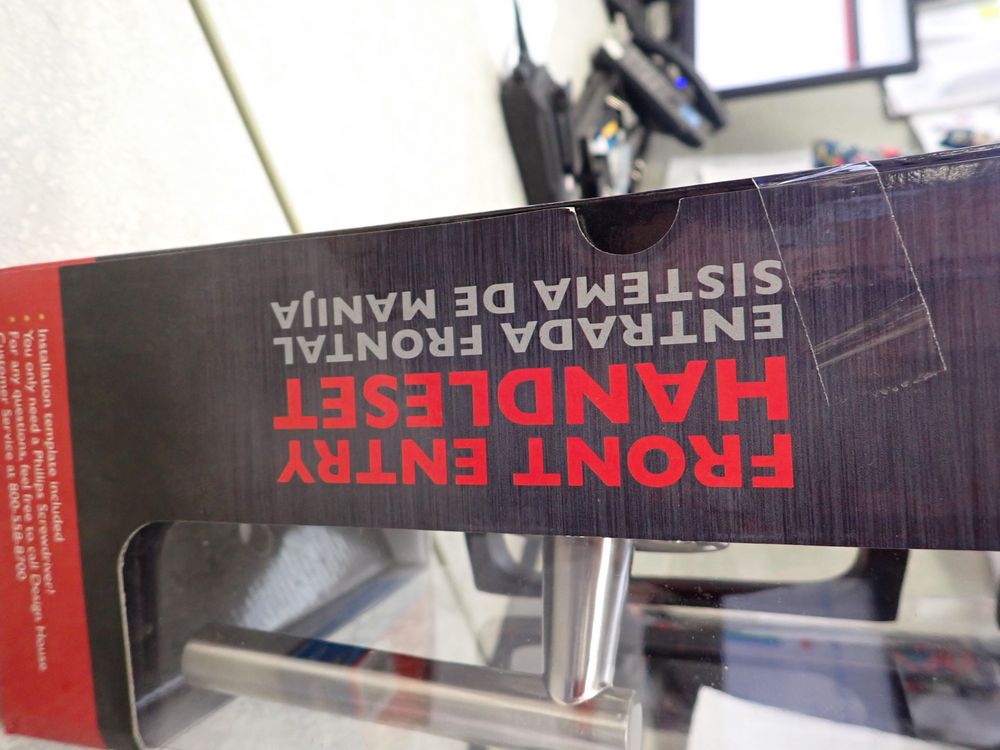 FRONT ENTRY
HANDLESET
ENTRADA FRONTAL
SISTEMA DE MANIJA
• Installation template included
• You only need a Phillips Screwdriver!
• For any questions, feel free to call Design House
Customer Service at 800-558-8700